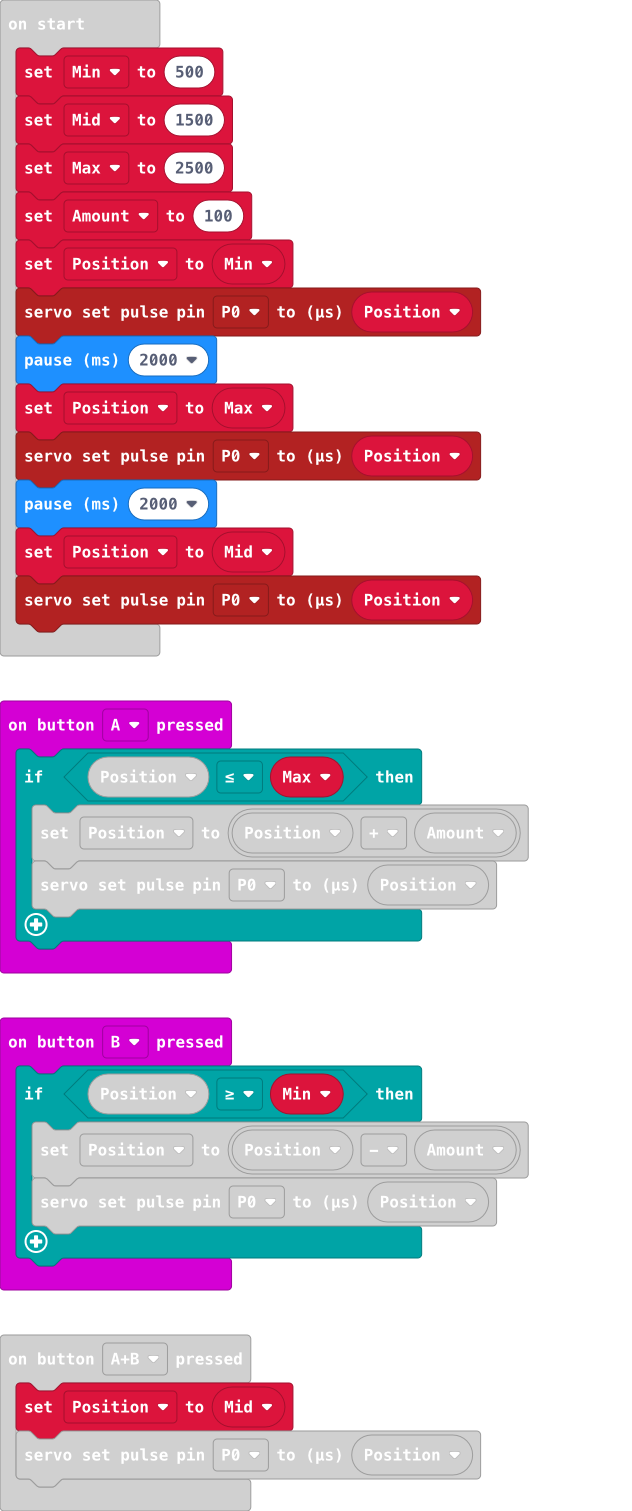 on start
set Min to 500
set Mid to 1500
set Max to 2500
set Amount to 100
set Position to Min
servo set pulse pin P0 to (µs) Position
pause (ms) 2000
set Position to Max
servo set pulse pin P0 to (µs) Position
pause (ms) 2000
set Position to Mid
servo set pulse pin P0 to (µs) Position
on button A pressed
if Position ≤ Max then
set Position to Position + Amount
servo set pulse pin P0 to (µs) Position
on button B pressed
if Position ≥ Min then
set Position to Position - Amount
servo set pulse pin P0 to (µs) Position
on button A+B pressed
set Position to Mid
servo set pulse pin P0 to (µs) Position